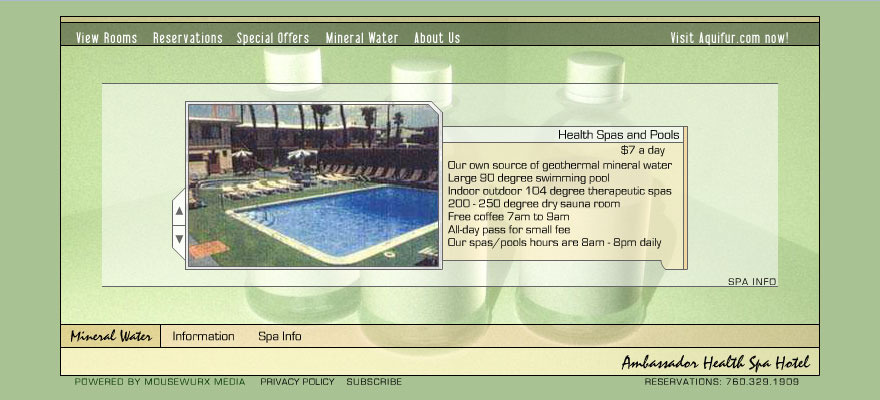 View Rooms Reservations Special Offers Mineral Water About Us Visit Aquifur.com now!
Health Spas and Pools
$7 a day
Our own source of geothermal mineral water
Large 90 degree swimming pool
Indoor outdoor 104 degree therapeutic spas
200 - 250 degree dry sauna room
Free coffee 7am to 9am
All-day pass for small fee
Our spas/pools hours are 8am - 8pm daily
SPA INFO
Mineral Water Information Spa Info
Ambassador Health Spa Hotel
POWERED BY MOUSEWURX MEDIA PRIVACY POLICY SUBSCRIBE RESERVATIONS: 760.329.1909